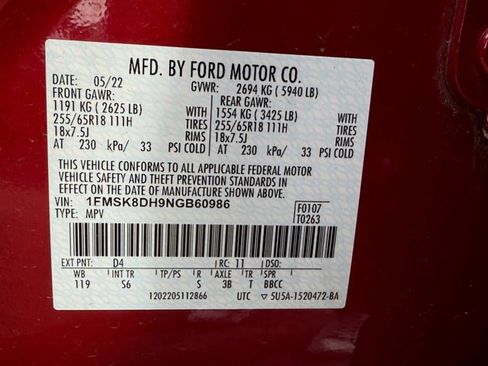 MFD. BY FORD MOTOR CO.
DATE: 05/22 GVWR: 2694 KG ( 5940 LB)
FRONT GAWR: REAR GAWR:
1191 KG ( 2625 LB) 1554 KG ( 3425 LB)
255/65R18 111H TIRES 255/65R18 111H TIRES
18x7.5J RIMS 18x7.5J RIMS
AT 230 kPa/ 33 PSI COLD AT 230 kPa/ 33 PSI COLD
THIS VEHICLE CONFORMS TO ALL APPLICABLE FEDERAL MOTOR
VEHICLE SAFETY AND THEFT PREVENTION STANDARDS IN
EFFECT ON THE DATE OF MANUFACTURE SHOWN ABOVE.
VIN: 1FMSK8DH9NGB60986 F0107
TYPE: MPV T0263
EXT PNT: D4 RC: 11 DSO:
WB INT TR TP/PS R AXLE TR SPR
119 S6 S 3B T BBCC
1202205112866 UTC 5U5A-1520472-BA